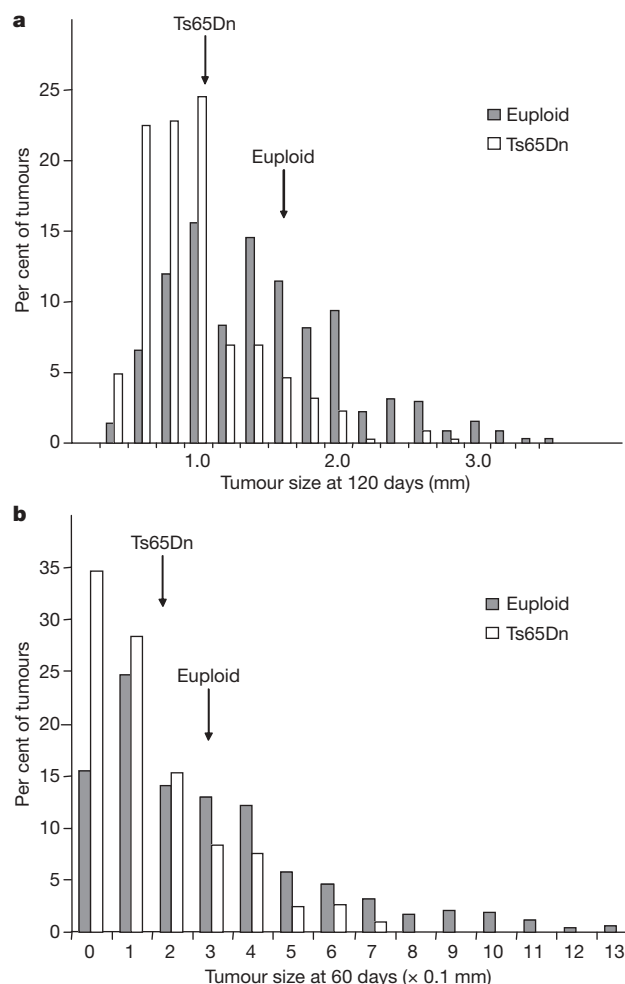 a
Ts65Dn
25
Euploid
Ts65Dn
20
Euploid
15
10
5
0
Per cent of tumours
1.0 2.0 3.0
Tumour size at 120 days (mm)
b
Ts65Dn
35
Euploid
Ts65Dn
30
Euploid
25
20
15
10
5
0
Per cent of tumours
0 1 2 3 4 5 6 7 8 9 10 11 12 13
Tumour size at 60 days (× 0.1 mm)